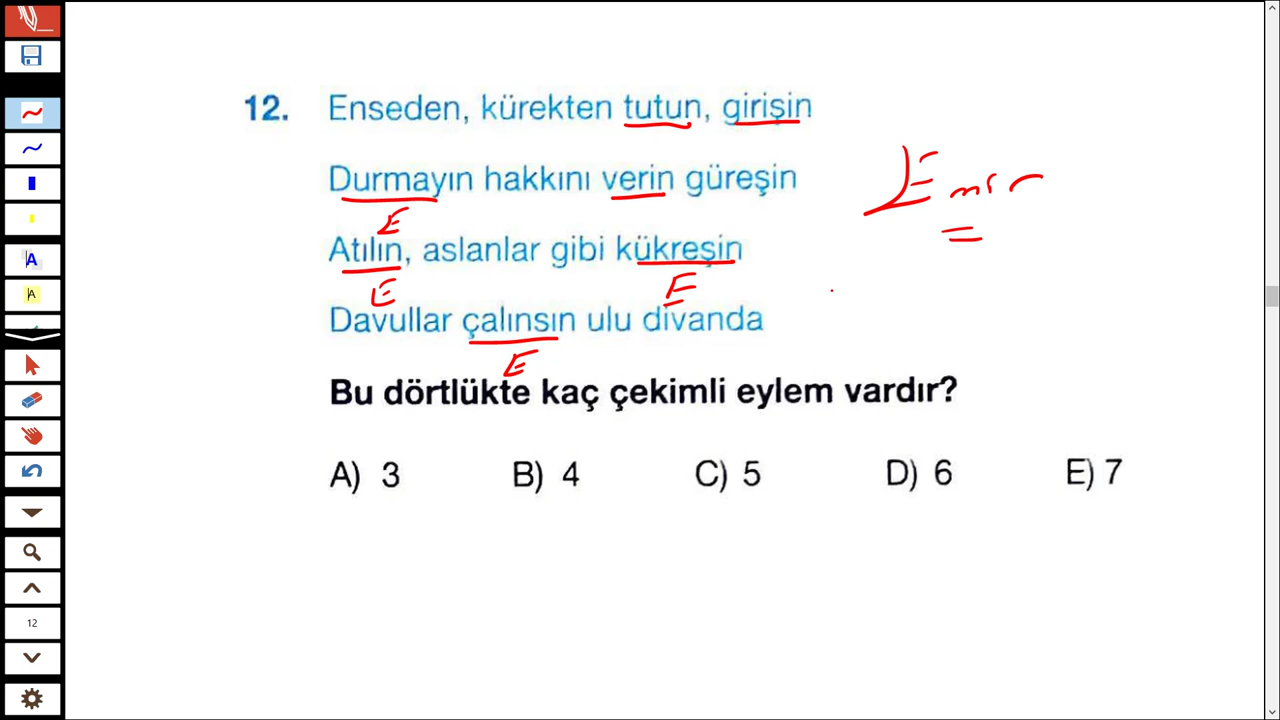 12. Enseden, kürekten tutun, girişin
Durmayın hakkını verin güreşin
Emir
E
Atılın, aslanlar gibi kükreşin
E E
Davullar çalınsın ulu divanda
E
Bu dörtlükte kaç çekimli eylem vardır?
A) 3 B) 4 C) 5 D) 6 E) 7
A
A
12